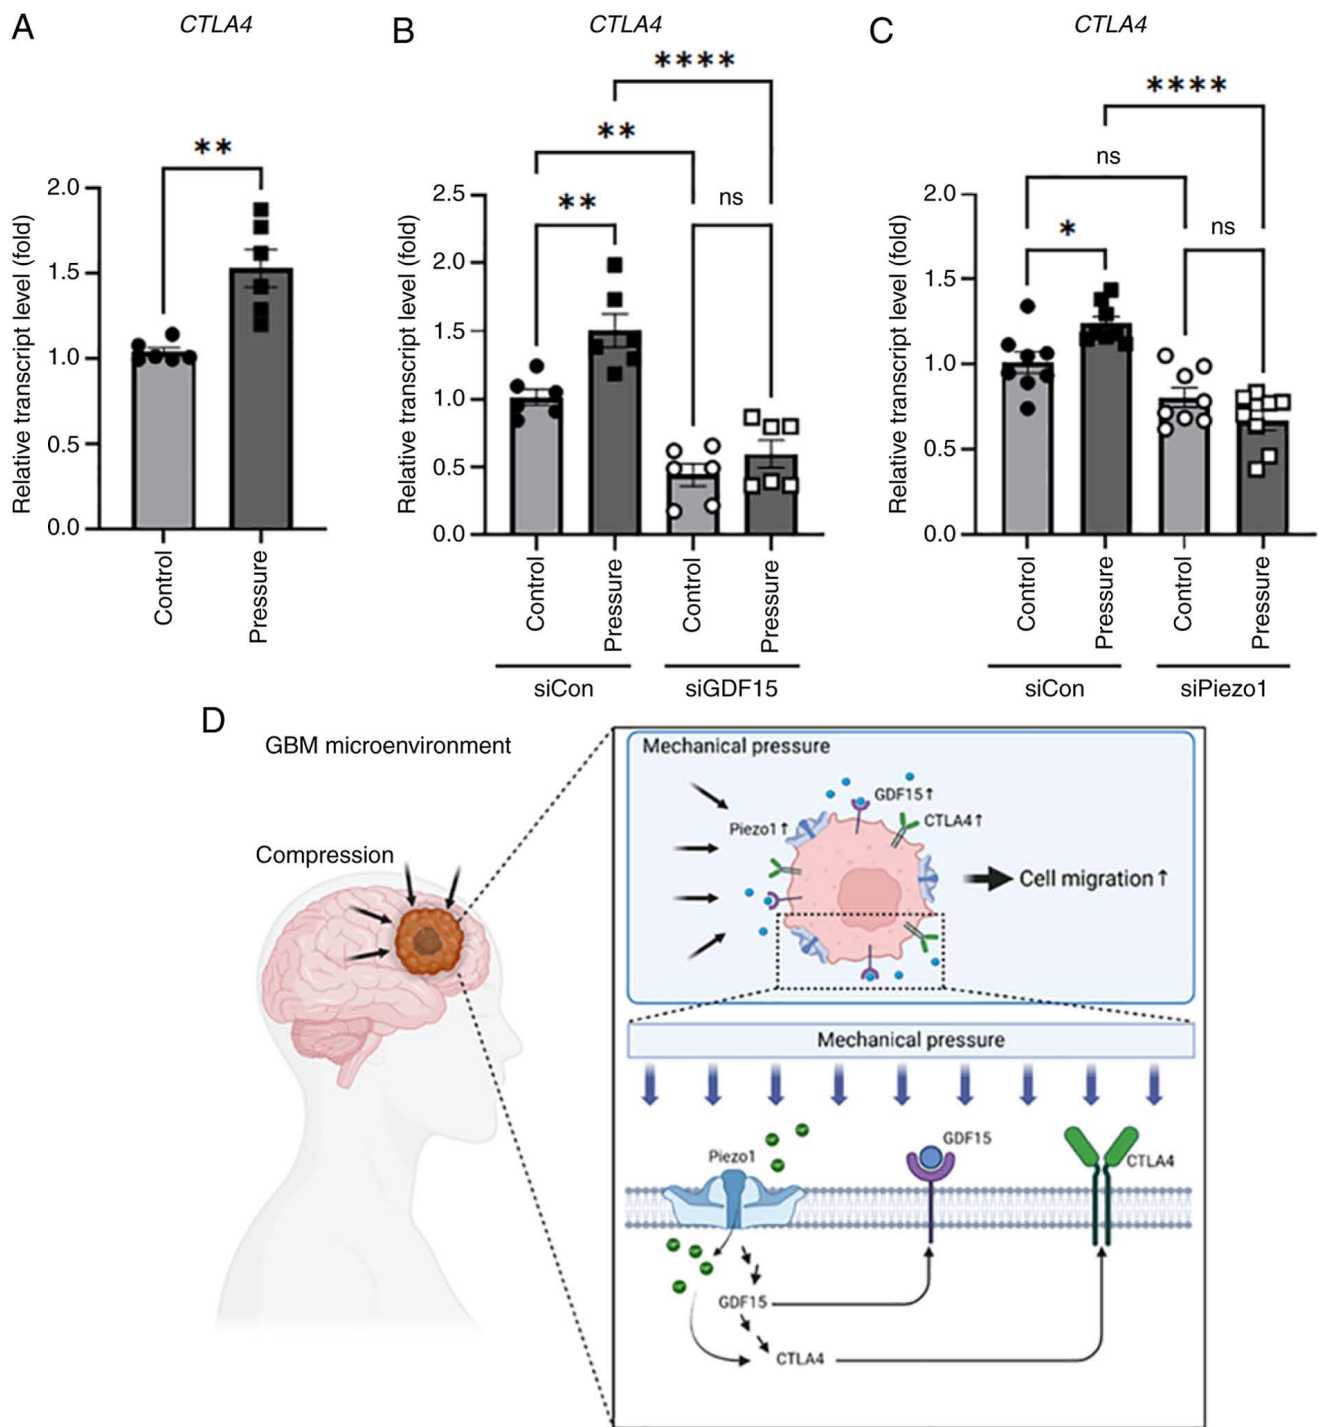 A
CTLA4
**
Relative transcript level (fold)
2.0
1.5
1.0
0.5
0.0
Control
Pressure
B
CTLA4
****
**
**
ns
Relative transcript level (fold)
2.5
2.0
1.5
1.0
0.5
0.0
Control
Pressure
Control
Pressure
siCon
siGDF15
C
CTLA4
****
ns
*
ns
Relative transcript level (fold)
2.0
1.5
1.0
0.5
0.0
Control
Pressure
Control
Pressure
siCon
siPiezo1
D
GBM microenvironment
Compression
Mechanical pressure
GDF15↑
Piezo1↑
CTLA4↑
Cell migration↑
Mechanical pressure
Piezo1
GDF15
CTLA4
GDF15
CTLA4